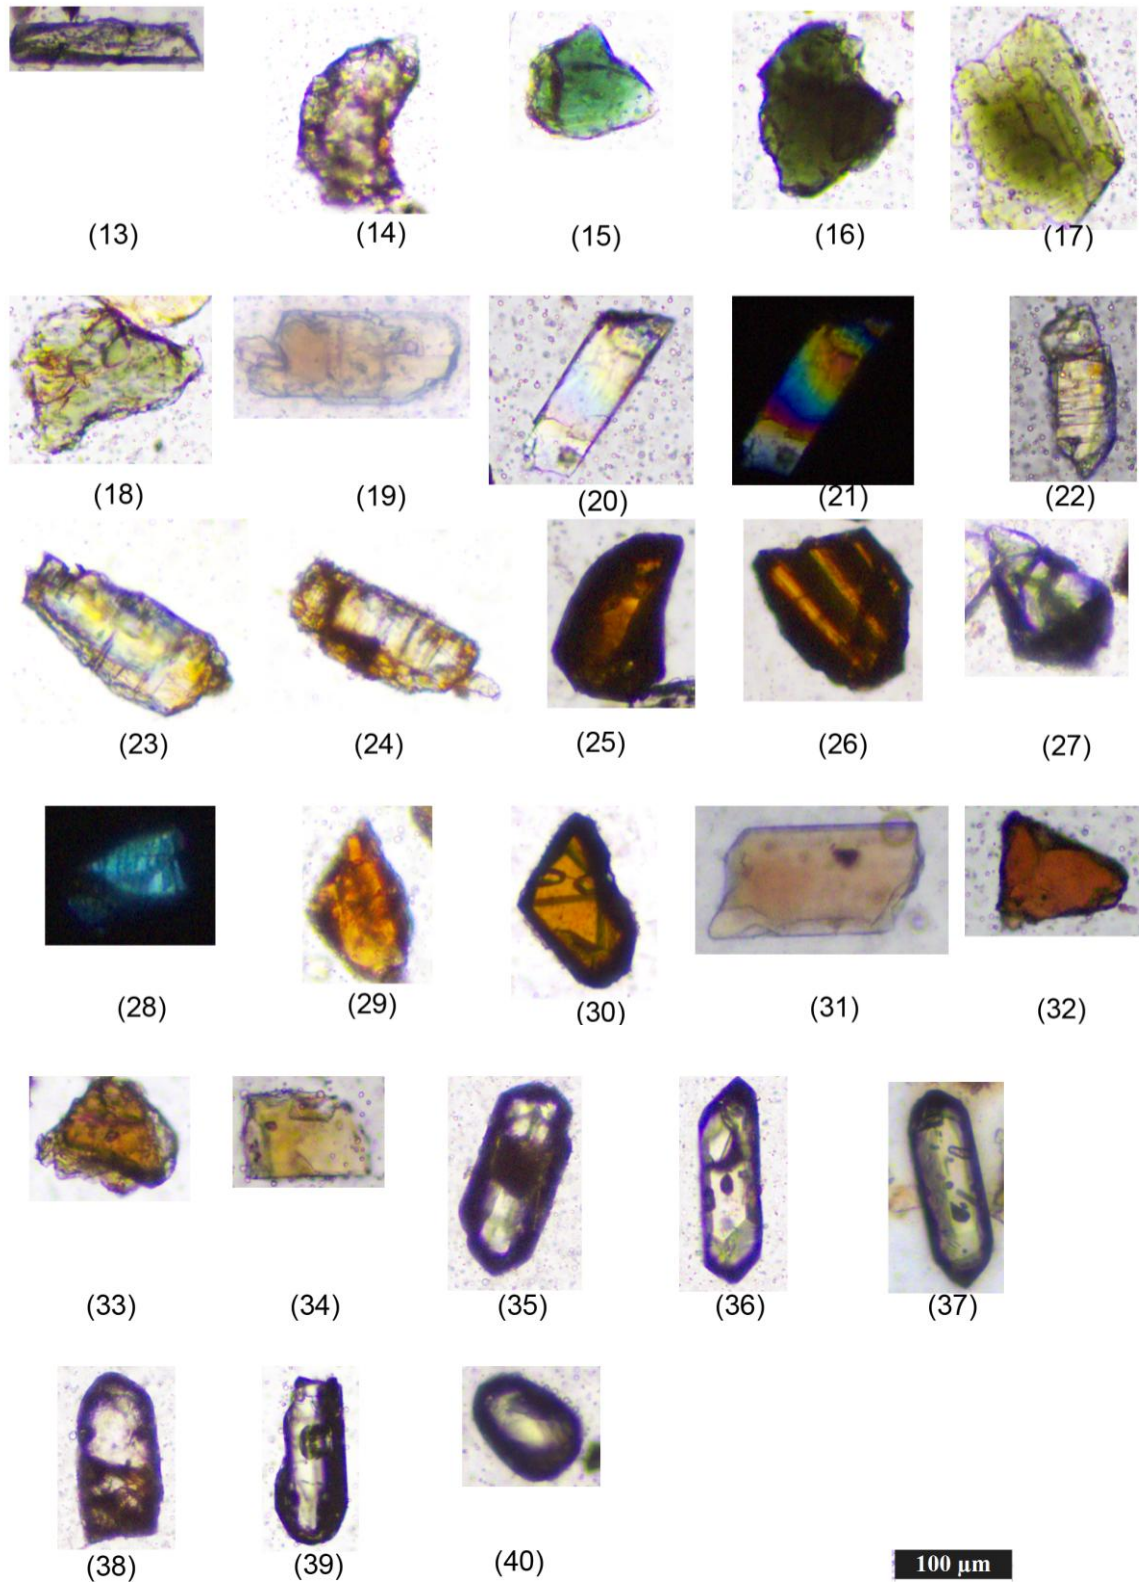 (13) (14) (15) (16) (17)
(18) (19) (20) (21) (22)
(23) (24) (25) (26) (27)
(28) (29) (30) (31) (32)
(33) (34) (35) (36) (37)
(38) (39) (40)
100 µm